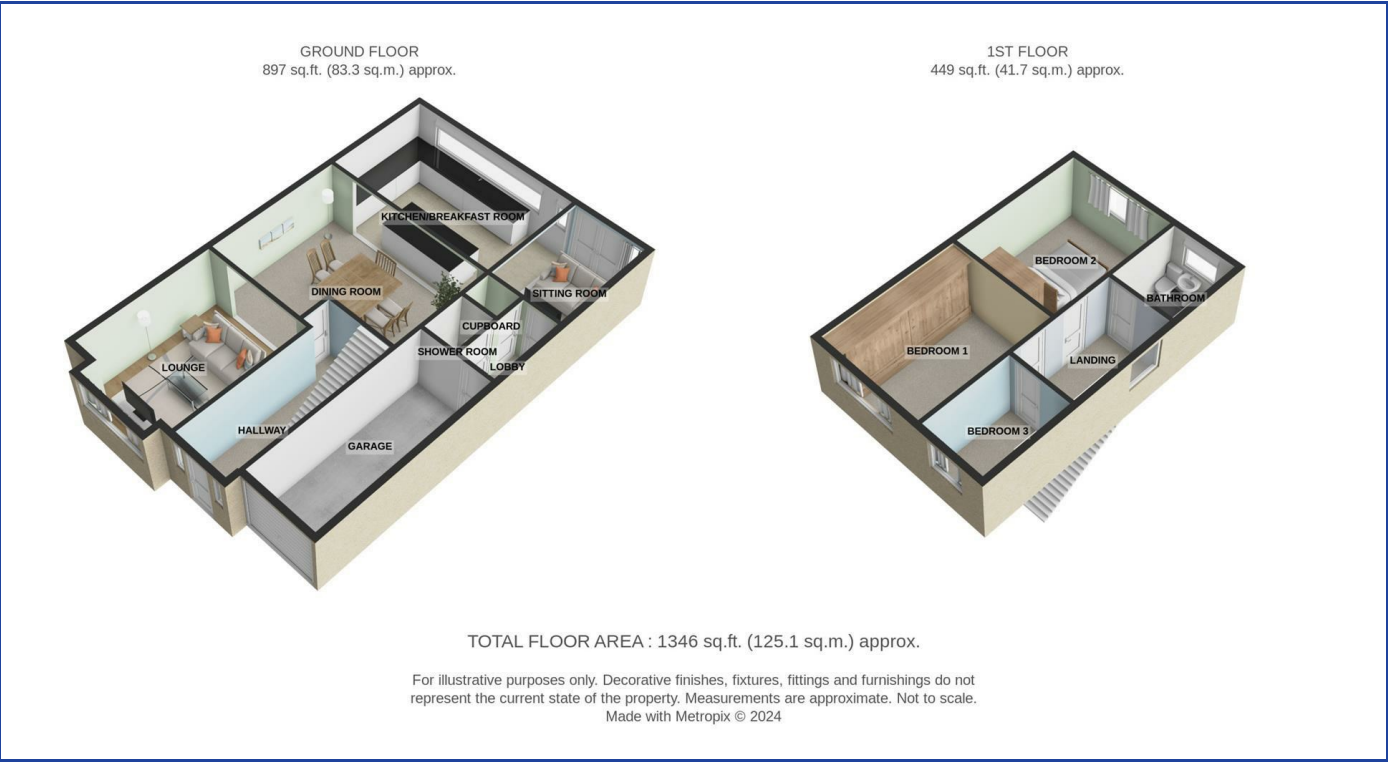 GROUND FLOOR
897 sq.ft. (83.3 sq.m.) approx.
1ST FLOOR
449 sq.ft. (41.7 sq.m.) approx.
KITCHEN/BREAKFAST ROOM
DINING ROOM
SITTING ROOM
CUPBOARD
SHOWER ROOM
LOBBY
LOUNGE
HALLWAY
GARAGE
BEDROOM 2
BATHROOM
BEDROOM 1
LANDING
BEDROOM 3
TOTAL FLOOR AREA : 1346 sq.ft. (125.1 sq.m.) approx.
For illustrative purposes only. Decorative finishes, fixtures, fittings and furnishings do not
represent the current state of the property. Measurements are approximate. Not to scale.
Made with Metropix © 2024